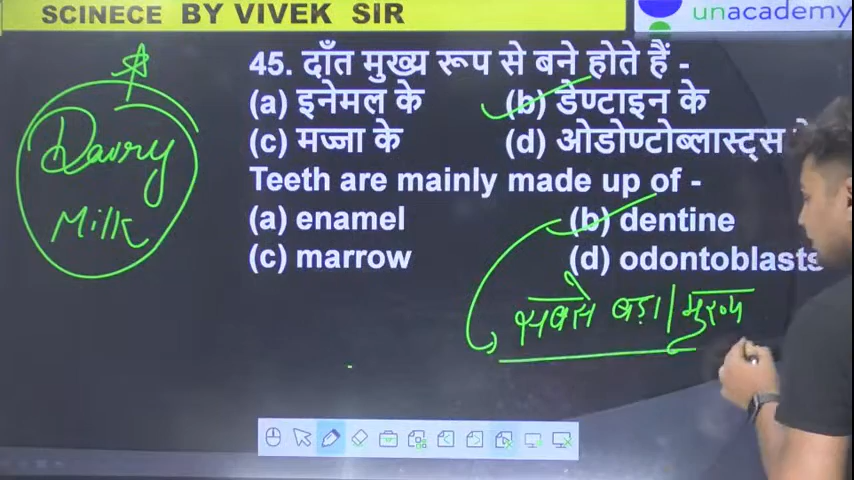 SCINECE BY VIVEK SIR
unacademy
45. दाँत मुख्य रूप से बने होते हैं -
(a) इनेमल के (b) डेण्टाइन के
(c) मज्जा के (d) ओडोण्टोब्लास्ट्स
Teeth are mainly made up of -
(a) enamel (b) dentine
(c) marrow (d) odontoblasts
सबसे बड़ा / मुख्य
Milk